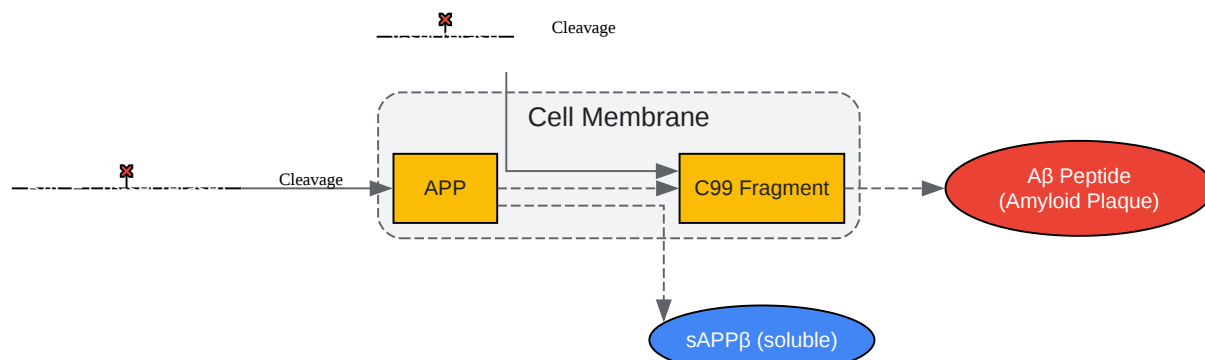 Cleavage
Cell Membrane
Cleavage
APP
C99 Fragment
Aβ Peptide
(Amyloid Plaque)
sAPPβ (soluble)